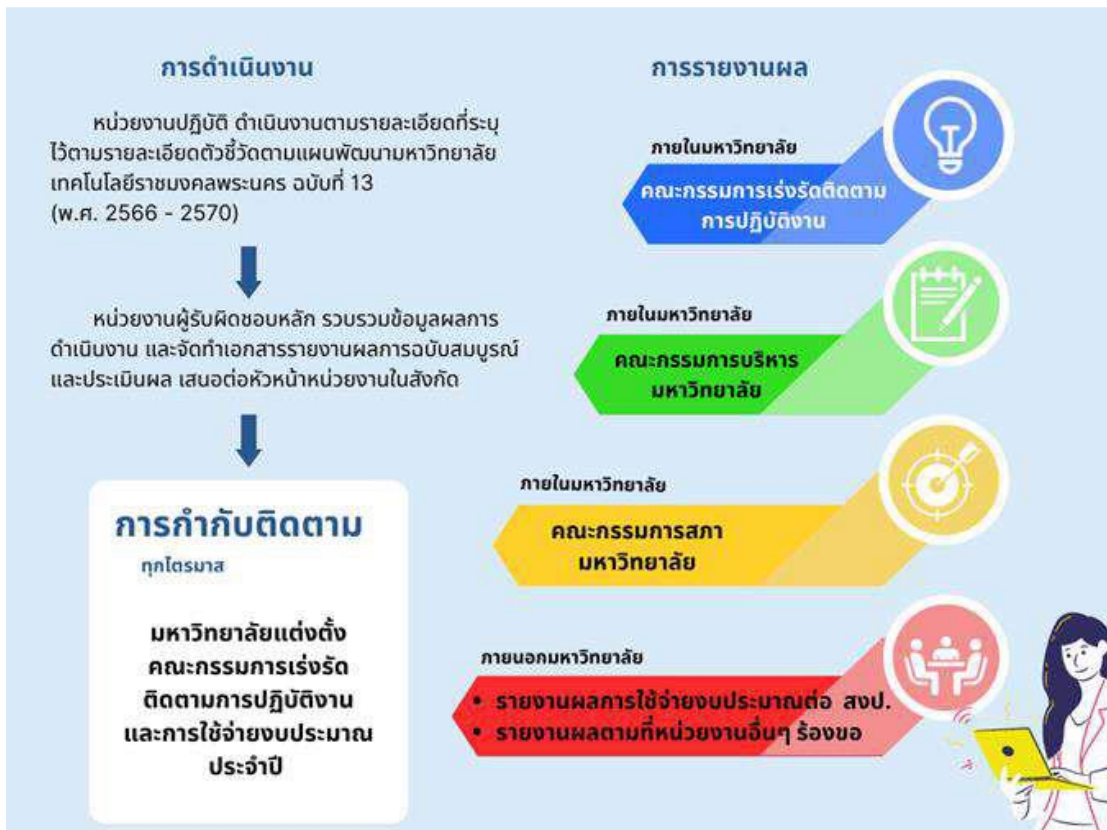 การดำเนินงาน
หน่วยงานปฏิบัติ ดำเนินงานตามรายละเอียดที่ระบุ
ไว้ตามรายละเอียดตัวชี้วัดตามแผนพัฒนามหาวิทยาลัย
เทคโนโลยีราชมงคลพระนคร ฉบับที่ 13
(พ.ศ. 2566 - 2570)
หน่วยงานผู้รับผิดชอบหลัก รวบรวมข้อมูลผลการ
ดำเนินงาน และจัดทำเอกสารรายงานผลการฉบับสมบูรณ์
และประเมินผล เสนอต่อหัวหน้าหน่วยงานในสังกัด
การกำกับติดตาม
ทุกไตรมาส
มหาวิทยาลัยแต่งตั้ง
คณะกรรมการเร่งรัด
ติดตามการปฏิบัติงาน
และการใช้จ่ายงบประมาณ
ประจำปี
การรายงานผล
ภายในมหาวิทยาลัย
คณะกรรมการเร่งรัดติดตาม
การปฏิบัติงาน
ภายในมหาวิทยาลัย
คณะกรรมการบริหาร
มหาวิทยาลัย
ภายในมหาวิทยาลัย
คณะกรรมการสภา
มหาวิทยาลัย
ภายนอกมหาวิทยาลัย
• รายงานผลการใช้จ่ายงบประมาณต่อ สงป.
• รายงานผลตามที่หน่วยงานอื่นๆ ร้องขอ